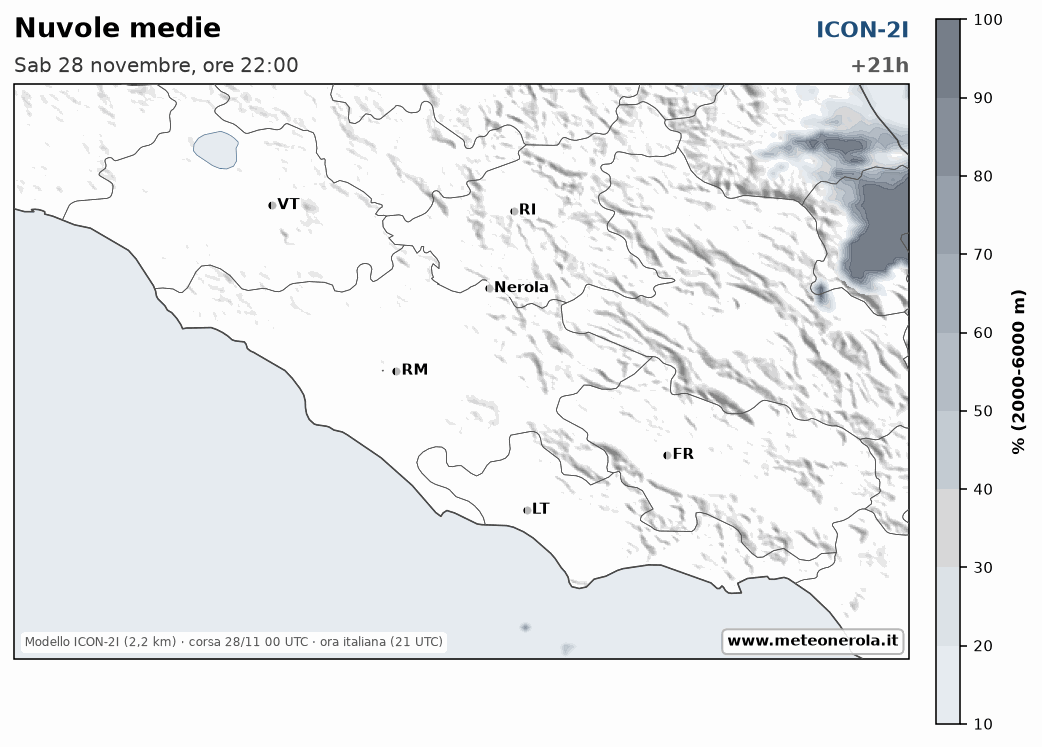 Nuvole medie
ICON-2I
Sab 28 novembre, ore 22:00
+21h
VT
RI
Nerola
RM
FR
LT
Modello ICON-2I (2,2 km) · corsa 28/11 00 UTC · ora italiana (21 UTC)
www.meteonerola.it
100
90
80
70
60
50
40
30
20
10
% (2000-6000 m)